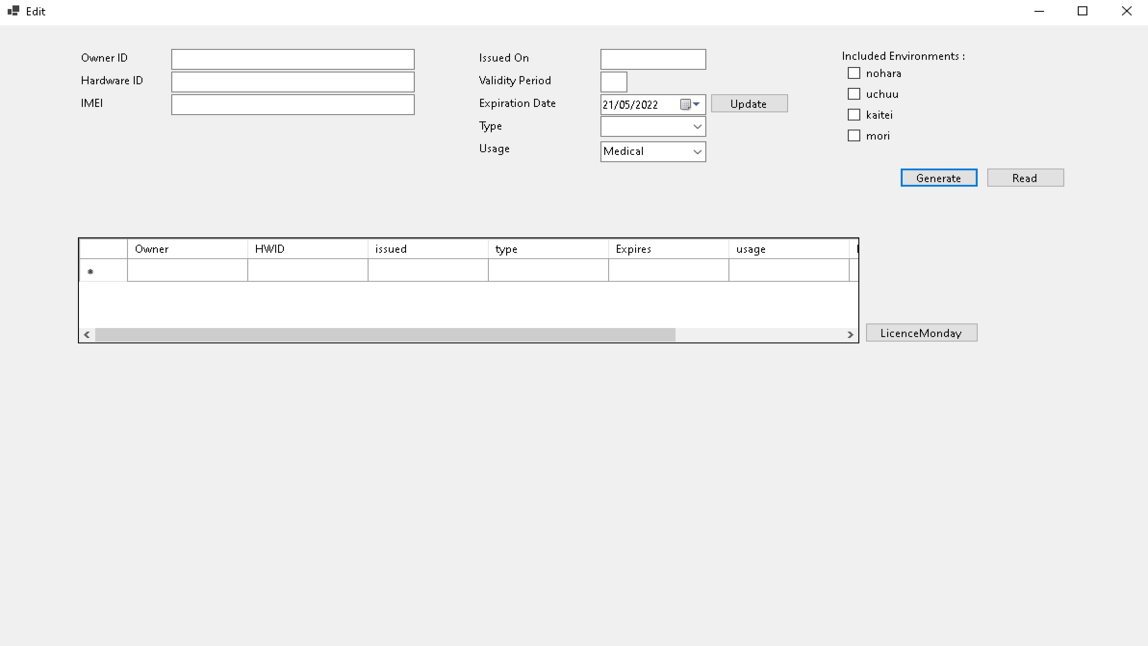 Edit
Owner ID
Hardware ID
IMEI
Issued On
Validity Period
Expiration Date 21/05/2022 Update
Type
Usage Medical
Included Environments :
nohara
uchuu
kaitei
mori
Generate Read
Owner HWID issued type Expires usage
LicenceMonday